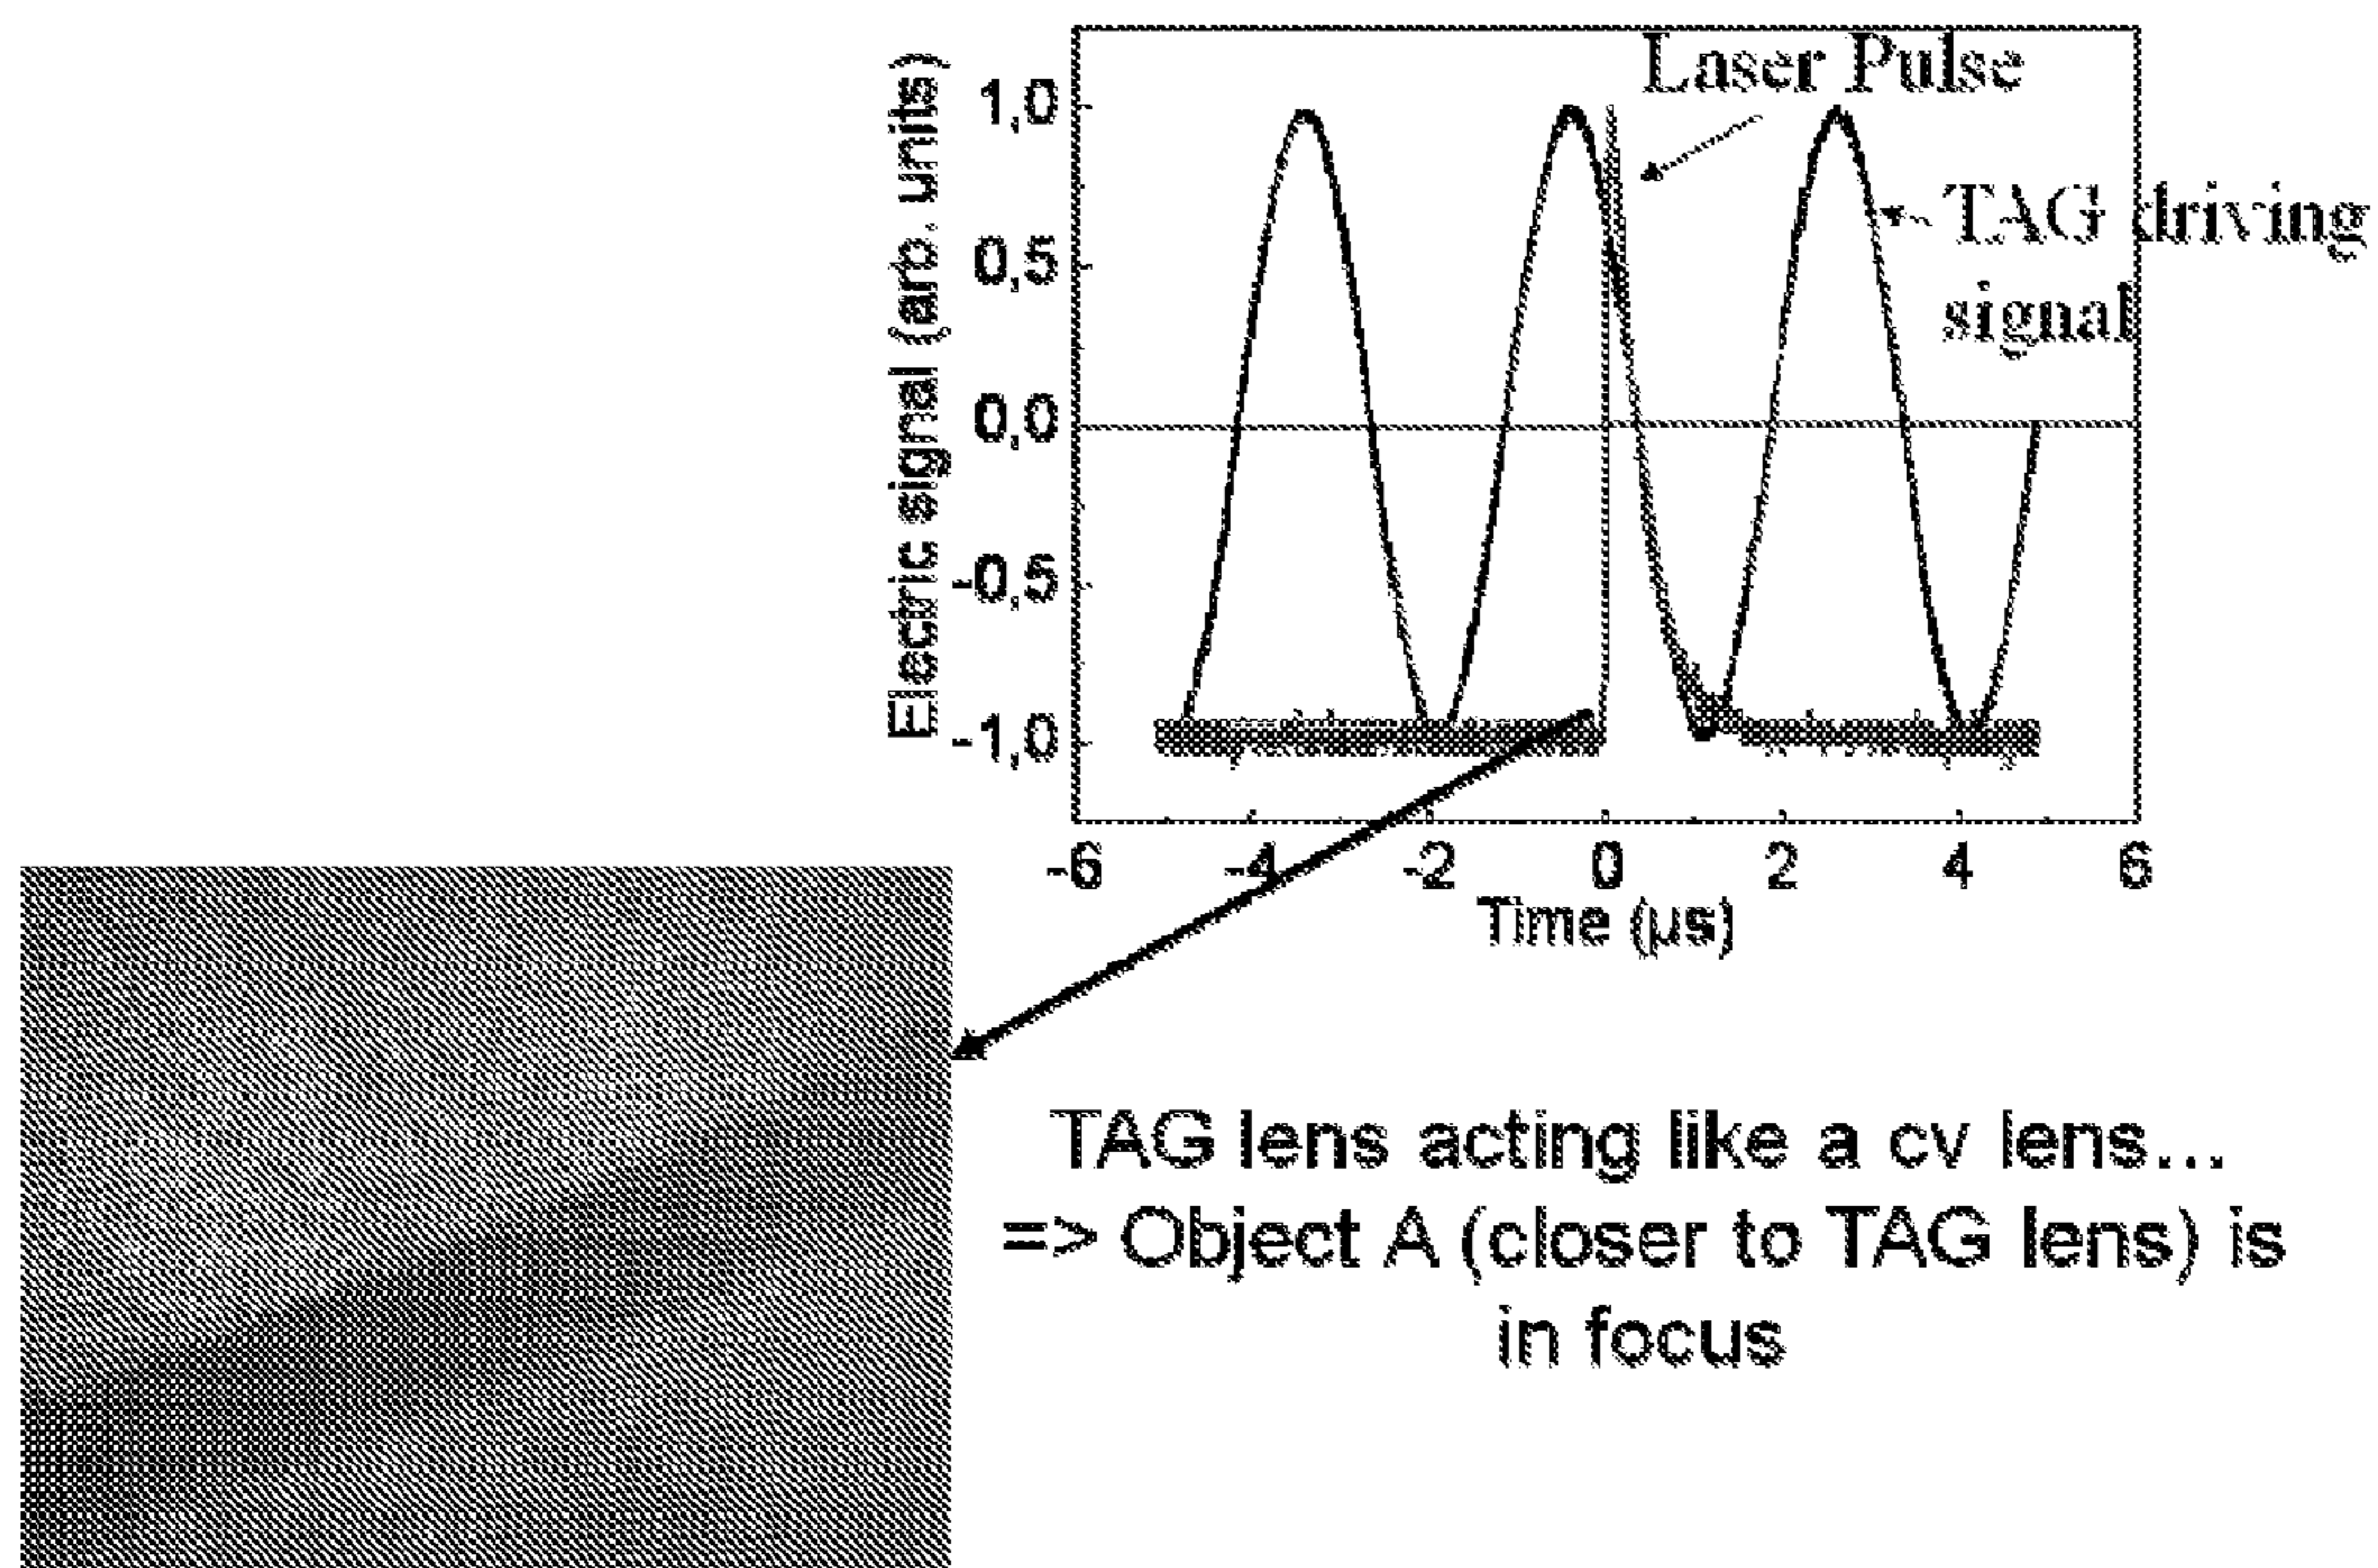 Laser Pulse
TAG driving
signal
Electric signal (arb. units)
1,0
0,5
0,0
-0,5
-1,0
-6 -4 -2 0 2 4 6
Time (µs)
TAG lens acting like a cv lens...
=> Object A (closer to TAG lens) is
in focus